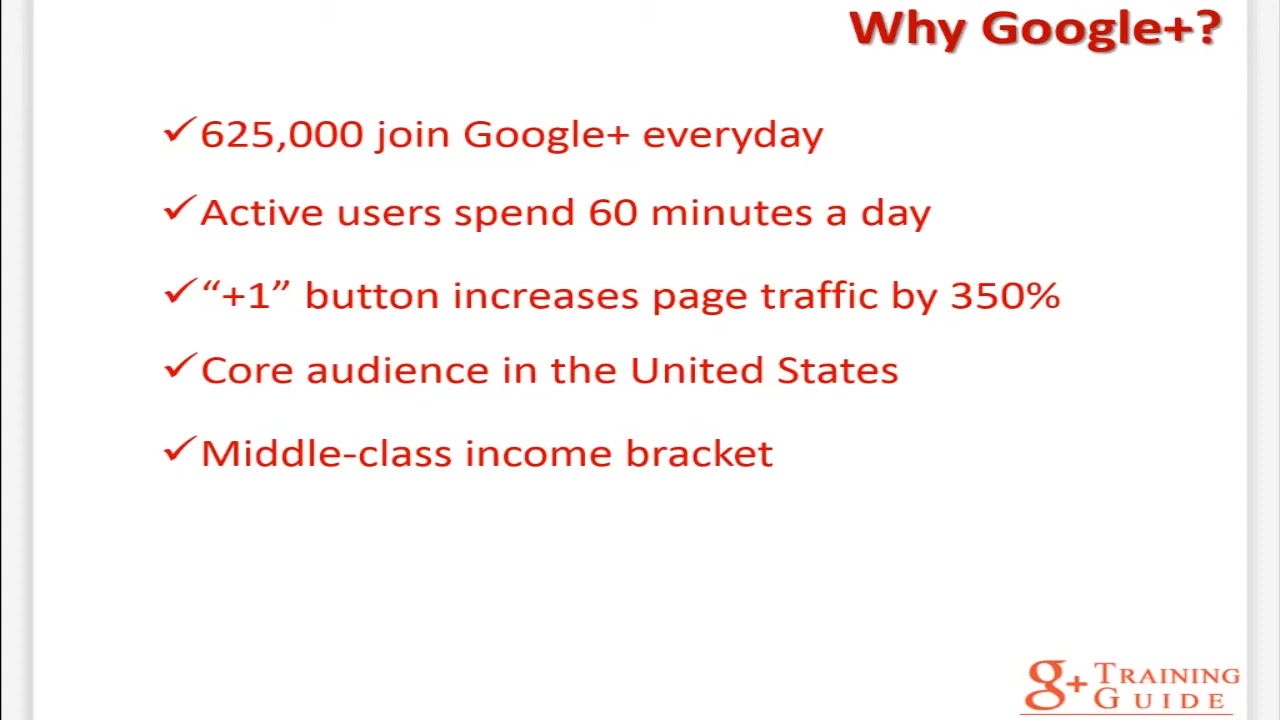 Why Google+?
✓625,000 join Google+ everyday
✓Active users spend 60 minutes a day
✓“+1” button increases page traffic by 350%
✓Core audience in the United States
✓Middle-class income bracket
g+ TRAINING
GUIDE